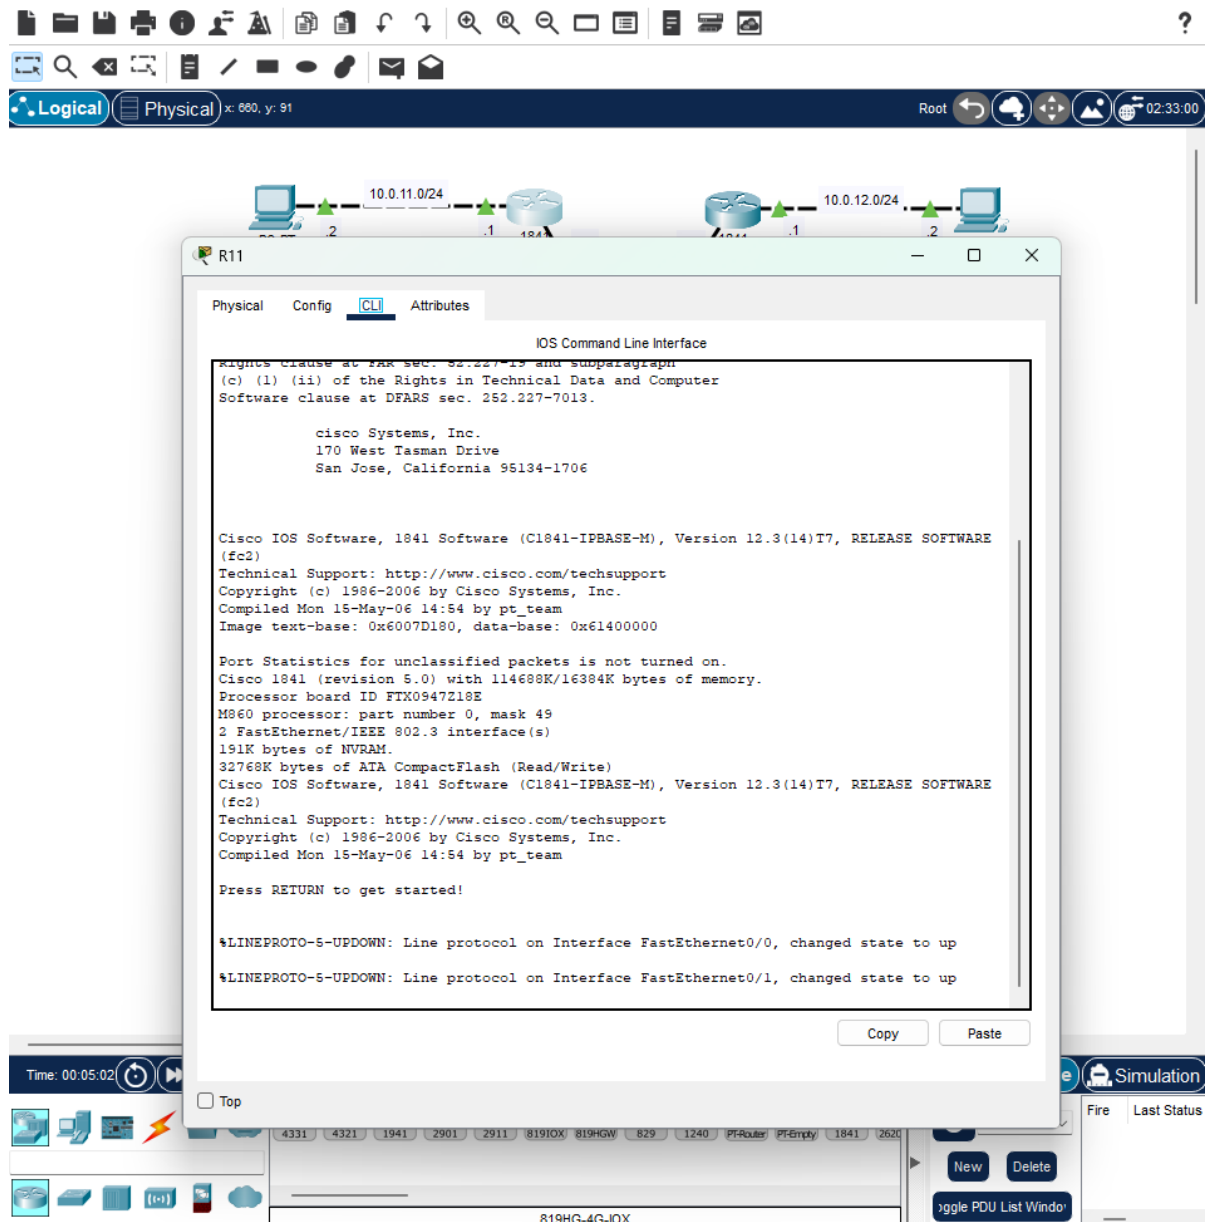 ?
Logical
Physical
x: 660, y: 91
Root
02:33:00
10.0.11.0/24
10.0.12.0/24
.2
.1
.1
.2
R11
Physical
Config
CLI
Attributes
IOS Command Line Interface
Rights clause at FAR sec. 52.227-19 and subparagraph
(c) (1) (ii) of the Rights in Technical Data and Computer
Software clause at DFARS sec. 252.227-7013.
cisco Systems, Inc.
170 West Tasman Drive
San Jose, California 95134-1706
Cisco IOS Software, 1841 Software (C1841-IPBASE-M), Version 12.3(14)T7, RELEASE SOFTWARE
(fc2)
Technical Support: http://www.cisco.com/techsupport
Copyright (c) 1986-2006 by Cisco Systems, Inc.
Compiled Mon 15-May-06 14:54 by pt_team
Image text-base: 0x6007D180, data-base: 0x61400000
Port Statistics for unclassified packets is not turned on.
Cisco 1841 (revision 5.0) with 114688K/16384K bytes of memory.
Processor board ID FTX0947Z18E
M860 processor: part number 0, mask 49
2 FastEthernet/IEEE 802.3 interface(s)
191K bytes of NVRAM.
32768K bytes of ATA CompactFlash (Read/Write)
Cisco IOS Software, 1841 Software (C1841-IPBASE-M), Version 12.3(14)T7, RELEASE SOFTWARE
(fc2)
Technical Support: http://www.cisco.com/techsupport
Copyright (c) 1986-2006 by Cisco Systems, Inc.
Compiled Mon 15-May-06 14:54 by pt_team
Press RETURN to get started!
%LINEPROTO-5-UPDOWN: Line protocol on Interface FastEthernet0/0, changed state to up
%LINEPROTO-5-UPDOWN: Line protocol on Interface FastEthernet0/1, changed state to up
Copy
Paste
Top
Time: 00:05:02
Simulation
Fire
Last Status
4331
4321
1941
2901
2911
819IOX
819HGW
829
1240
PT-Router
PT-Empty
1841
New
Delete
819HG-4G-IOX